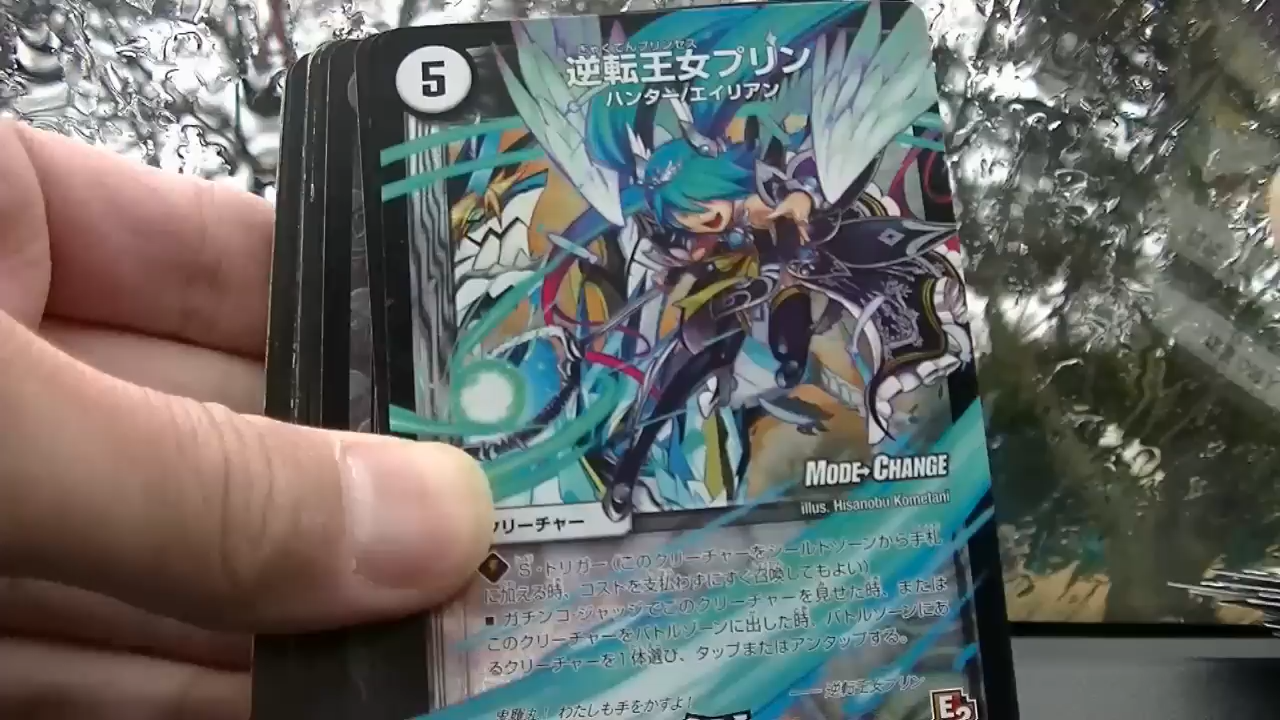 5
ぎゃくてんプリンセス
逆転王女プリン
ハンター/エイリアン
MODE➔CHANGE
illus. Hisanobu Kometani
クリーチャー
S・トリガー(このクリーチャーをシールドゾーンから手札
に加える時、コストを支払わずにすぐ召喚してもよい)
■ ガチンコ・ジャッジでこのクリーチャーを見せた時、または
このクリーチャーをバトルゾーンに出した時、バトルゾーンにあ
るクリーチャーを1体選び、タップまたはアンタップする。
わたしも手をかすよ!
——逆転王女プリン
E2